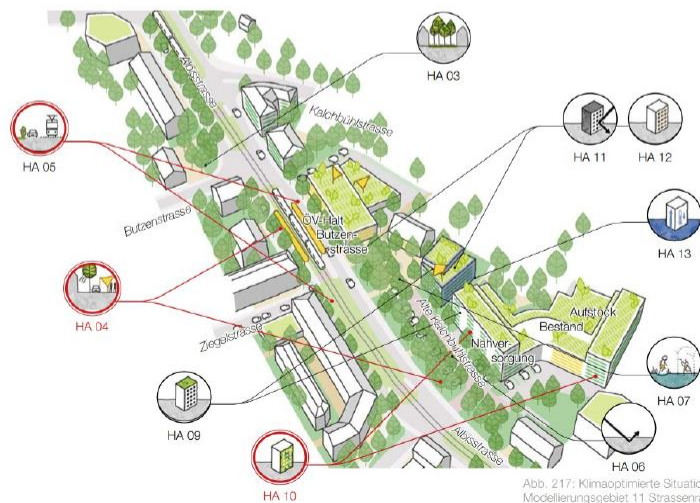 HA 03
Albisstrasse
Kalchbühlstrasse
HA 05
HA 11
HA 12
Butzenstrasse
ÖV-Halt
Butzen-
strasse
HA 13
HA 04
Ziegelstrasse
Alte Kalchbühlstrasse
Aufstock
Bestand
Nahver-
sorgung
HA 07
HA 09
Albisstrasse
HA 06
HA 10
Abb. 217: Klimaoptimierte Situatio
Modellierungsgebiet 11 Strassenr